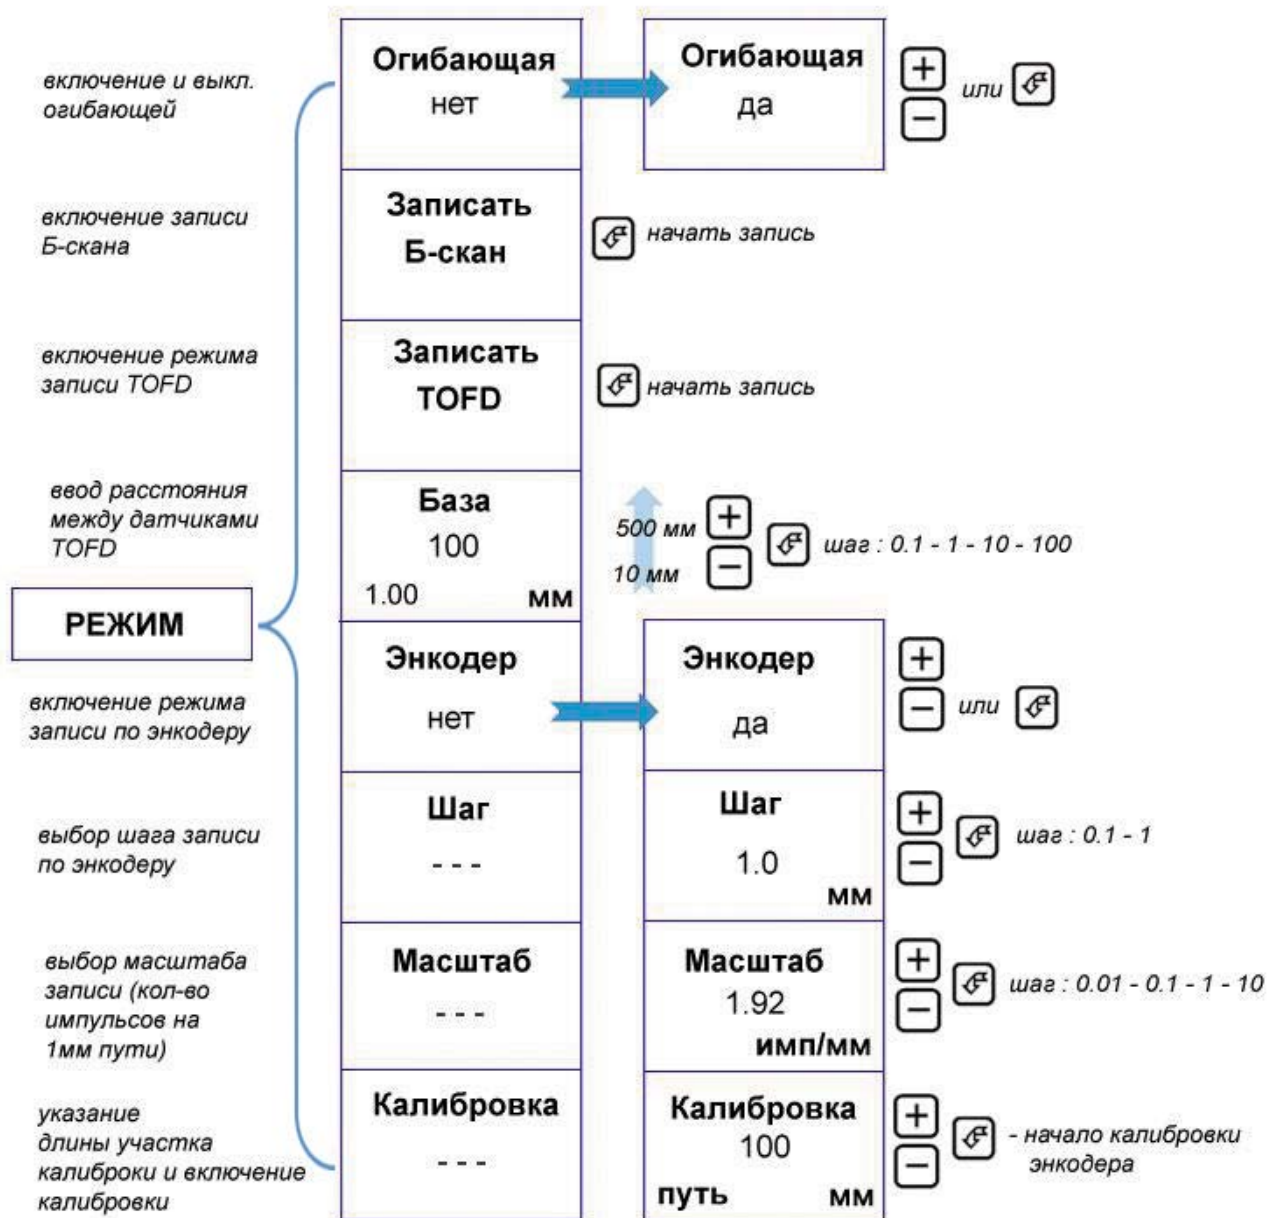 включение и выкл.
огибающей
Огибающая
нет
Огибающая
да
+
−
или
включение записи
Б-скана
Записать
Б-скан
начать запись
включение режима
записи TOFD
Записать
TOFD
начать запись
ввод расстояния
между датчиками
TOFD
База
100
1.00 мм
500 мм
10 мм
+
−
шаг : 0.1 - 1 - 10 - 100
РЕЖИМ
включение режима
записи по энкодеру
Энкодер
нет
Энкодер
да
+
−
или
выбор шага записи
по энкодеру
Шаг
- - -
Шаг
1.0
мм
+
−
шаг : 0.1 - 1
выбор масштаба
записи (кол-во
импульсов на
1мм пути)
Масштаб
- - -
Масштаб
1.92
имп/мм
+
−
шаг : 0.01 - 0.1 - 1 - 10
указание
длины участка
калиброки и включение
калибровки
Калибровка
- - -
Калибровка
100
путь мм
+
−
- начало калибровки
энкодера